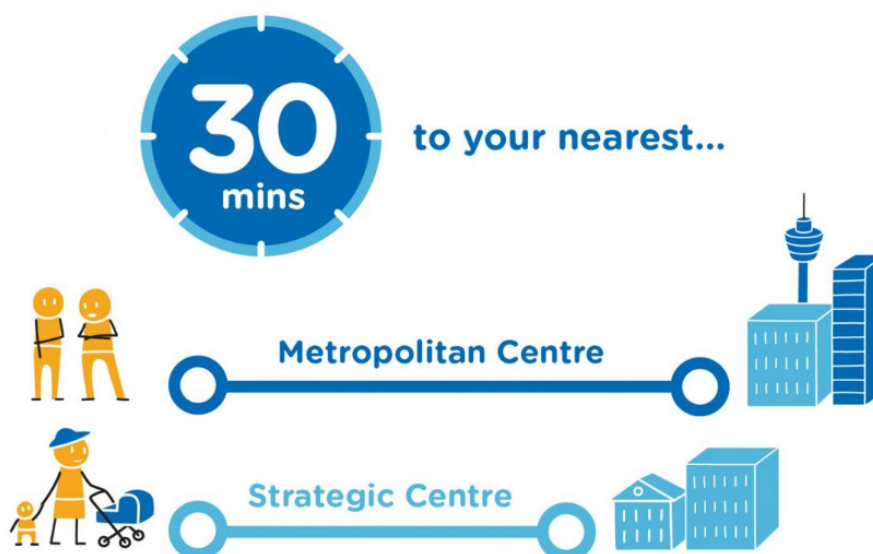 30
mins
to your nearest...
Metropolitan Centre
Strategic Centre